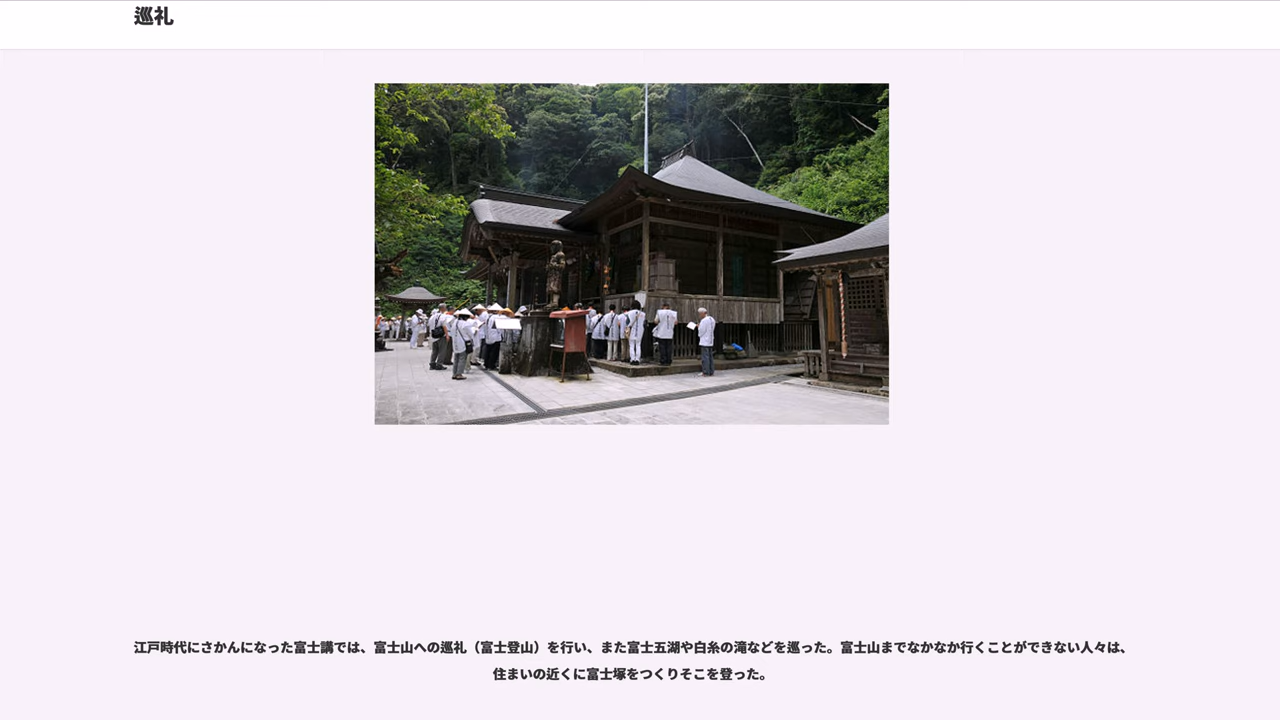 巡礼
江戸時代にさかんになった富士講では、富士山への巡礼（富士登山）を行い、また富士五湖や白糸の滝などを巡った。富士山までなかなか行くことができない人々は、
住まいの近くに富士塚をつくりそこを登った。